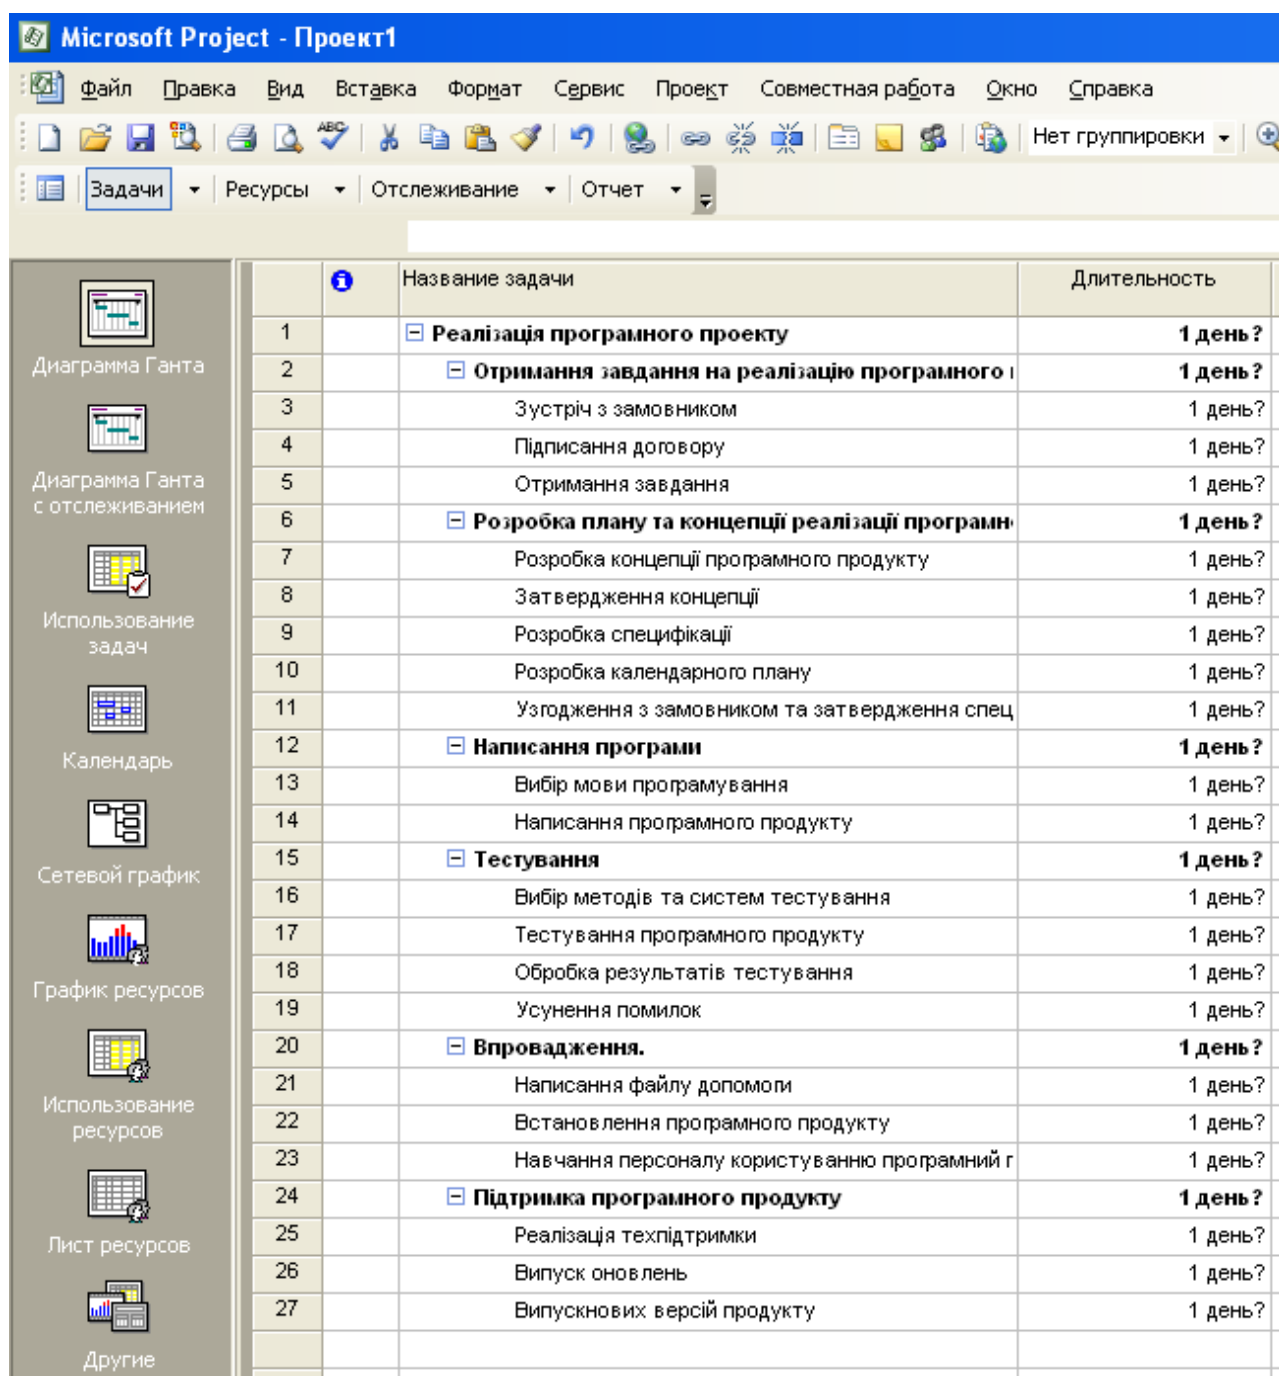 Microsoft Project - Проект1
Файл Правка Вид Вставка Формат Сервис Проект Совместная работа Окно Справка
ABC Нет группировки
Задачи Ресурсы Отслеживание Отчет
Название задачи Длительность
1 Реалізація програмного проекту 1 день?
Диаграмма Ганта
2 Отримання завдання на реалізацію програмного 1 день?
3 Зустріч з замовником 1 день?
4 Підписання договору 1 день?
Диаграмма Ганта
с отслеживанием
5 Отримання завдання 1 день?
6 Розробка плану та концепції реалізації програмн 1 день?
7 Розробка концепції програмного продукту 1 день?
8 Затвердження концепції 1 день?
Использование
задач
9 Розробка специфікації 1 день?
10 Розробка календарного плану 1 день?
11 Узгодження з замовником та затвердження спец 1 день?
12 Написання програми 1 день?
Календарь
13 Вибір мови програмування 1 день?
14 Написання програмного продукту 1 день?
15 Тестування 1 день?
Сетевой график
16 Вибір методів та систем тестування 1 день?
17 Тестування програмного продукту 1 день?
18 Обробка результатів тестування 1 день?
График ресурсов
19 Усунення помилок 1 день?
20 Впровадження. 1 день?
21 Написання файлу допомоги 1 день?
Использование
ресурсов
22 Встановлення програмного продукту 1 день?
23 Навчання персоналу користуванню програмний 1 день?
24 Підтримка програмного продукту 1 день?
25 Реалізація техпідтримки 1 день?
Лист ресурсов
26 Випуск оновлень 1 день?
27 Випускнових версій продукту 1 день?
Другие